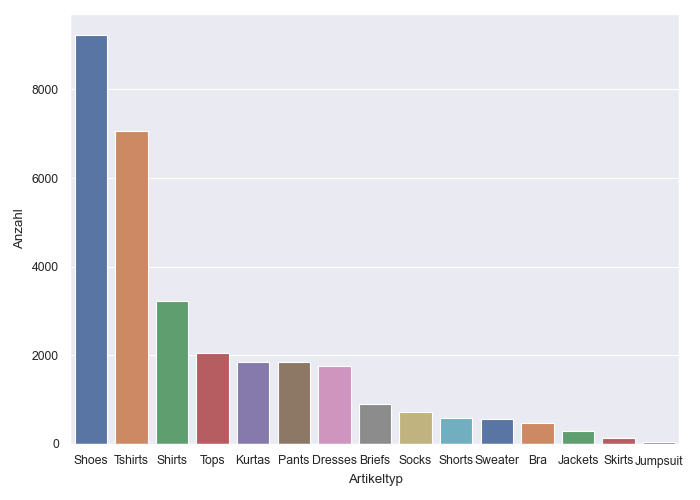 8000
6000
4000
2000
0
Anzahl
Shoes Tshirts Shirts Tops Kurtas Pants Dresses Briefs Socks Shorts Sweater Bra Jackets Skirts Jumpsuit
Artikeltyp